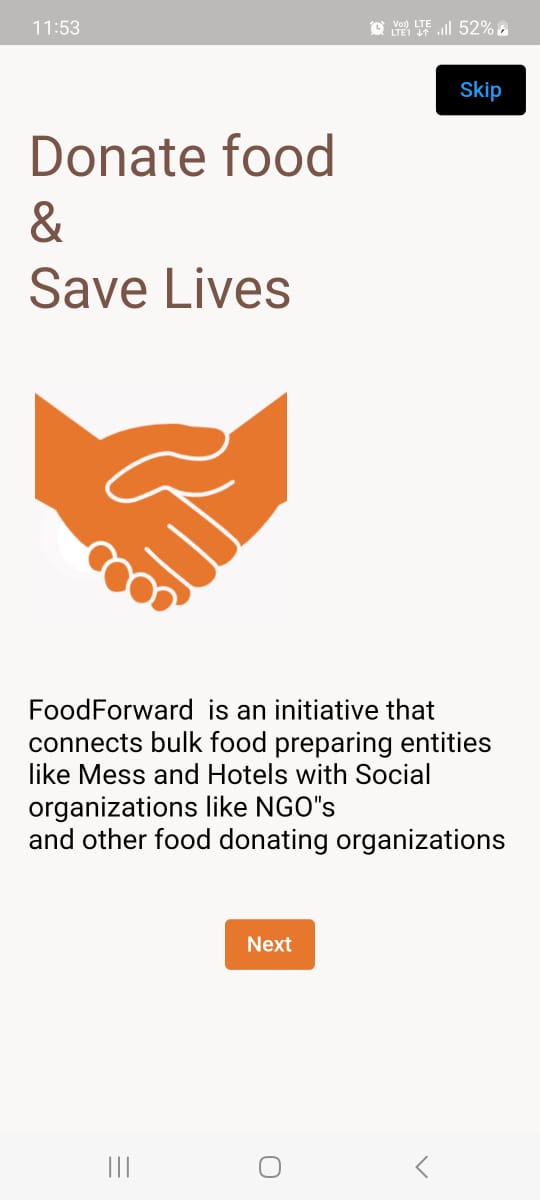 11:53
Vo) LTE
LTE1
52%
Skip
Donate food
&
Save Lives
FoodForward  is an initiative that
connects bulk food preparing entities
like Mess and Hotels with Social
organizations like NGO"s
and other food donating organizations
Next